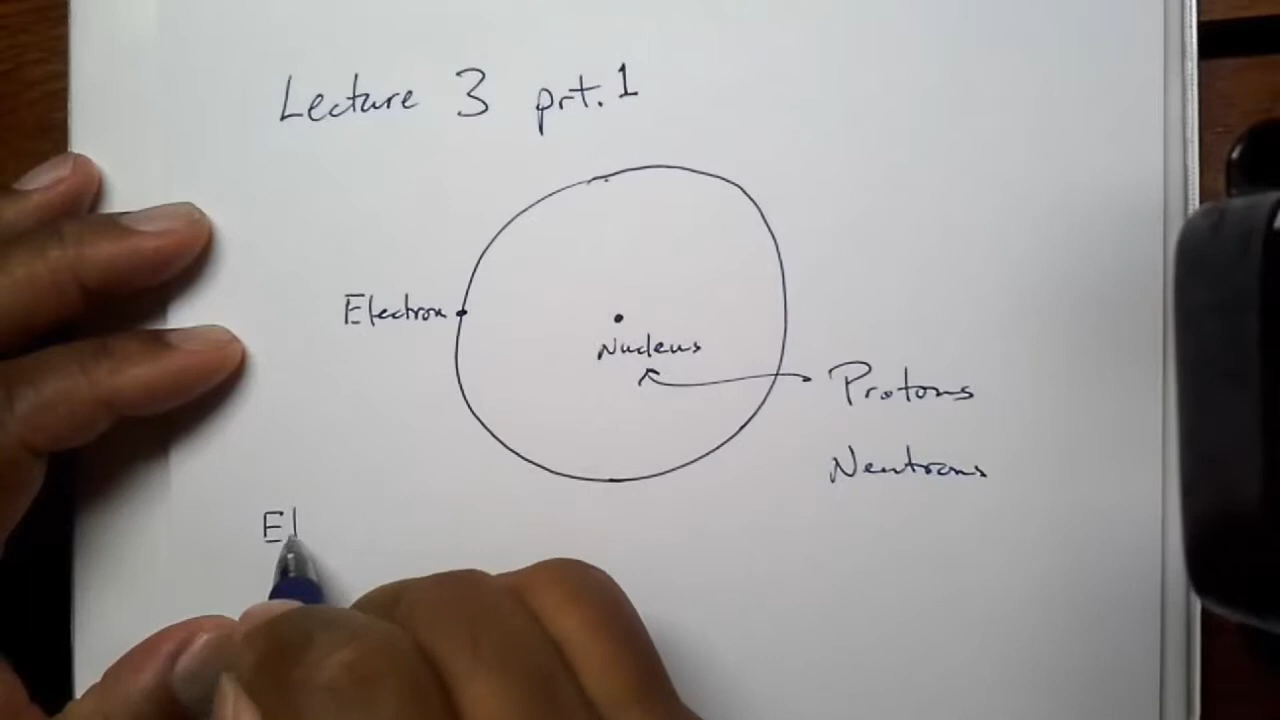 Lecture 3 prt. 1
Electron
Nucleus
Protons
Neutrons
El